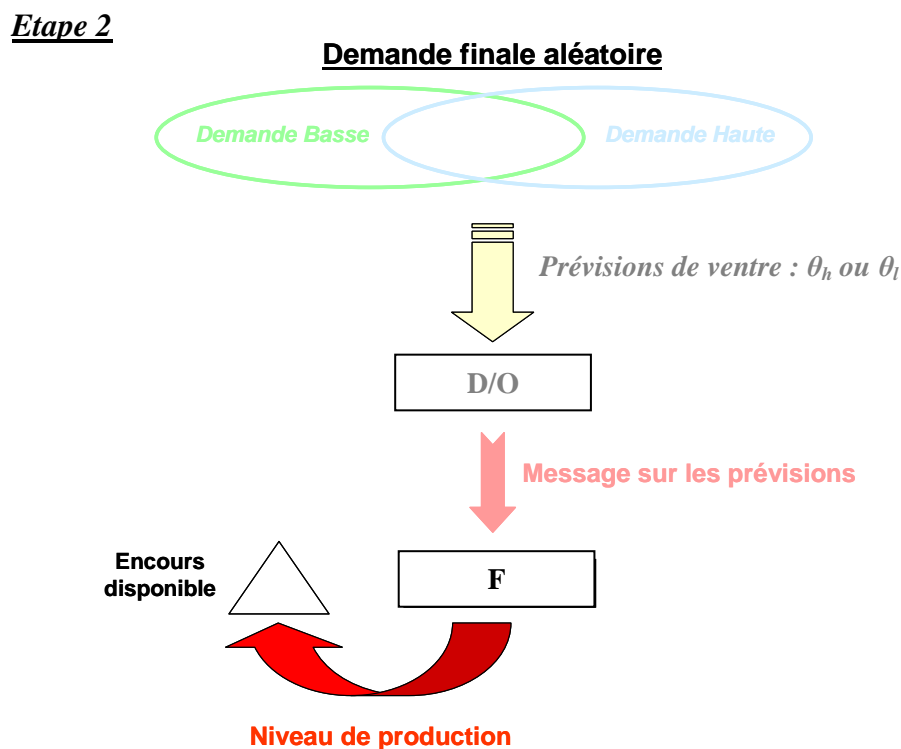 Etape 2
Demande finale aléatoire
Demande Basse
Demande Haute
Prévisions de ventre : θh ou θl
D/O
Message sur les prévisions
Encours
disponible
F
Niveau de production